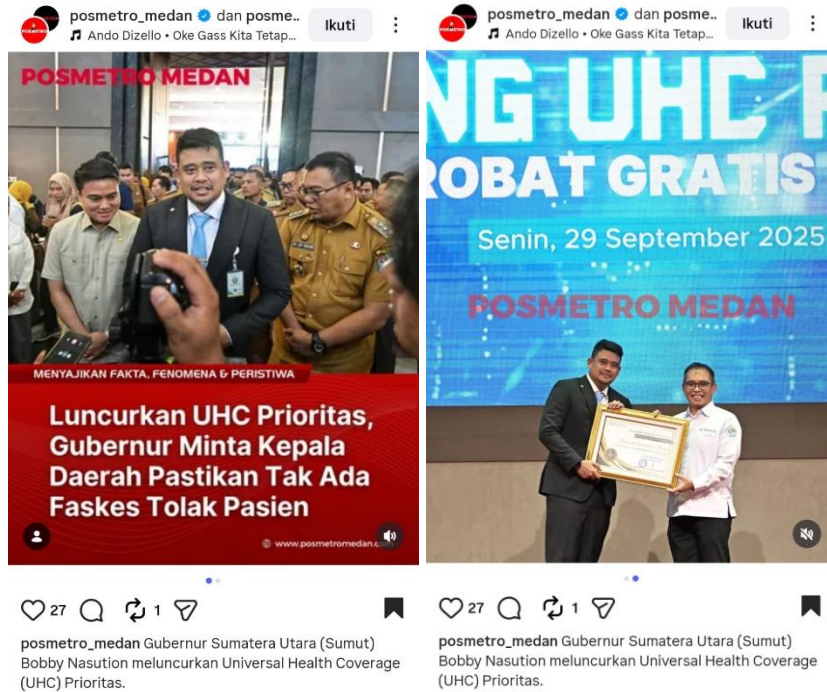 posmetro_medan dan posme..
Ando Dizello • Oke Gass Kita Tetap...
Ikuti
POSMETRO
POSMETRO MEDAN
MENYAJIKAN FAKTA, FENOMENA & PERISTIWA
Luncurkan UHC Prioritas,
Gubernur Minta Kepala
Daerah Pastikan Tak Ada
Faskes Tolak Pasien
www.posmetromedan.com
27
1
posmetro_medan Gubernur Sumatera Utara (Sumut)
Bobby Nasution meluncurkan Universal Health Coverage
(UHC) Prioritas.
posmetro_medan dan posme..
Ando Dizello • Oke Gass Kita Tetap...
Ikuti
POSMETRO
NG UHC P
ROBAT GRATIS
Senin, 29 September 2025
POSMETRO MEDAN
27
1
posmetro_medan Gubernur Sumatera Utara (Sumut)
Bobby Nasution meluncurkan Universal Health Coverage
(UHC) Prioritas.